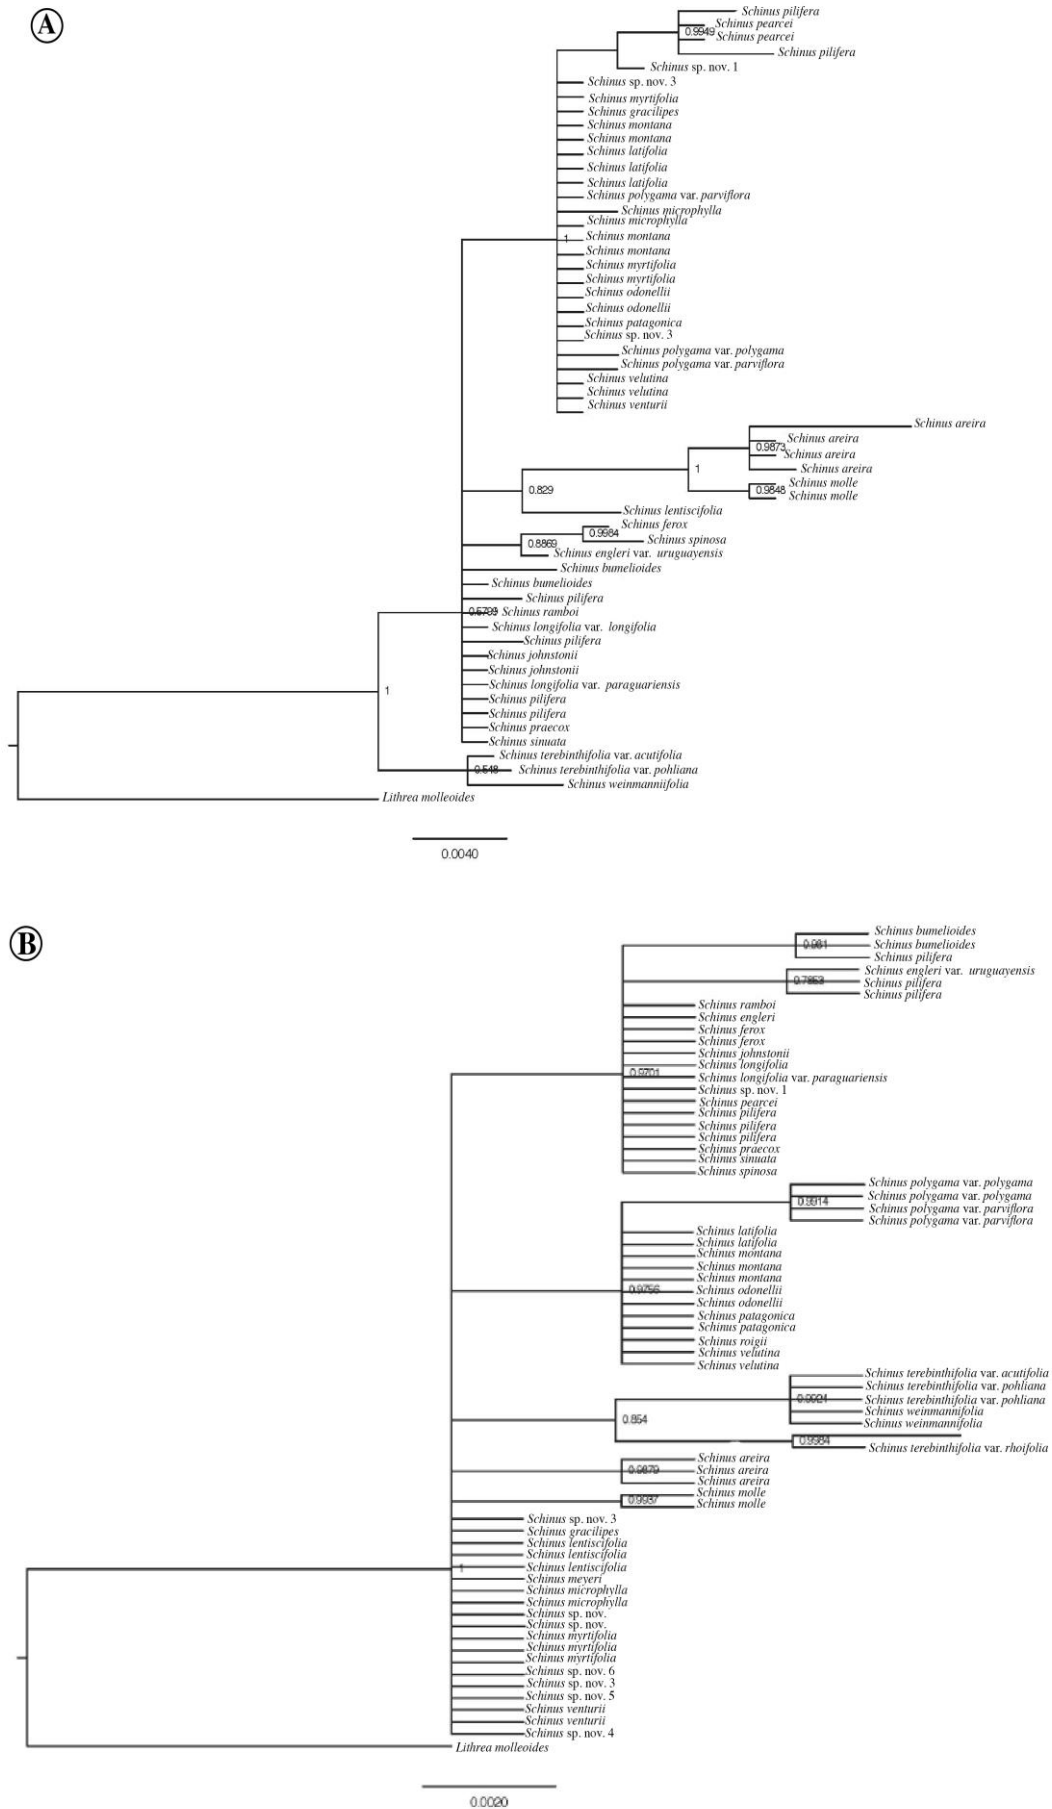 A
Schinus pilifera
Schinus pearcei
0.9949
Schinus pearcei
Schinus pilifera
Schinus sp. nov. 1
Schinus sp. nov. 3
Schinus myrtifolia
Schinus gracilipes
Schinus montana
Schinus montana
Schinus latifolia
Schinus latifolia
Schinus latifolia
Schinus polygama var. parviflora
Schinus microphylla
Schinus microphylla
1
Schinus montana
Schinus montana
Schinus myrtifolia
Schinus myrtifolia
Schinus odonellii
Schinus odonellii
Schinus patagonica
Schinus sp. nov. 3
Schinus polygama var. polygama
Schinus polygama var. parviflora
Schinus velutina
Schinus velutina
Schinus venturii
Schinus areira
Schinus areira
0.9873
Schinus areira
1
Schinus areira
Schinus molle
0.829
0.9848
Schinus molle
Schinus lentiscifolia
Schinus ferox
0.9984
Schinus spinosa
0.8869
Schinus engleri var. uruguayensis
Schinus bumelioides
Schinus bumelioides
Schinus pilifera
Schinus ramboi
Schinus longifolia var. longifolia
Schinus pilifera
Schinus johnstonii
Schinus johnstonii
Schinus longifolia var. paraguariensis
1
Schinus pilifera
Schinus pilifera
Schinus praecox
Schinus sinuata
Schinus terebinthifolia var. acutifolia
0.548
Schinus terebinthifolia var. pohliana
Schinus weinmanniifolia
Lithrea molleoides
0.0040
B
Schinus bumelioides
0.981
Schinus bumelioides
Schinus pilifera
Schinus engleri var. uruguayensis
0.7853
Schinus pilifera
Schinus pilifera
Schinus ramboi
Schinus engleri
Schinus ferox
Schinus ferox
Schinus johnstonii
Schinus longifolia
0.9701
Schinus longifolia var. paraguariensis
Schinus sp. nov. 1
Schinus pearcei
Schinus pilifera
Schinus pilifera
Schinus pilifera
Schinus praecox
Schinus sinuata
Schinus spinosa
Schinus polygama var. polygama
Schinus polygama var. polygama
0.9914
Schinus polygama var. parviflora
Schinus polygama var. parviflora
Schinus latifolia
Schinus latifolia
Schinus montana
Schinus montana
Schinus montana
0.9756
Schinus odonellii
Schinus odonellii
Schinus patagonica
Schinus patagonica
Schinus roigii
Schinus velutina
Schinus velutina
Schinus terebinthifolia var. acutifolia
Schinus terebinthifolia var. pohliana
0.9921
Schinus terebinthifolia var. pohliana
Schinus weinmannifolia
0.854
Schinus weinmannifolia
0.9984
Schinus terebinthifolia var. rhoifolia
Schinus areira
0.9879
Schinus areira
Schinus areira
Schinus molle
0.9937
Schinus molle
Schinus sp. nov. 3
Schinus gracilipes
Schinus lentiscifolia
Schinus lentiscifolia
1
Schinus lentiscifolia
Schinus meyeri
Schinus microphylla
Schinus microphylla
Schinus sp. nov.
Schinus sp. nov.
Schinus myrtifolia
Schinus myrtifolia
Schinus myrtifolia
Schinus sp. nov. 6
Schinus sp. nov. 3
Schinus sp. nov. 5
Schinus venturii
Schinus venturii
Schinus sp. nov. 4
Lithrea molleoides
0.0020